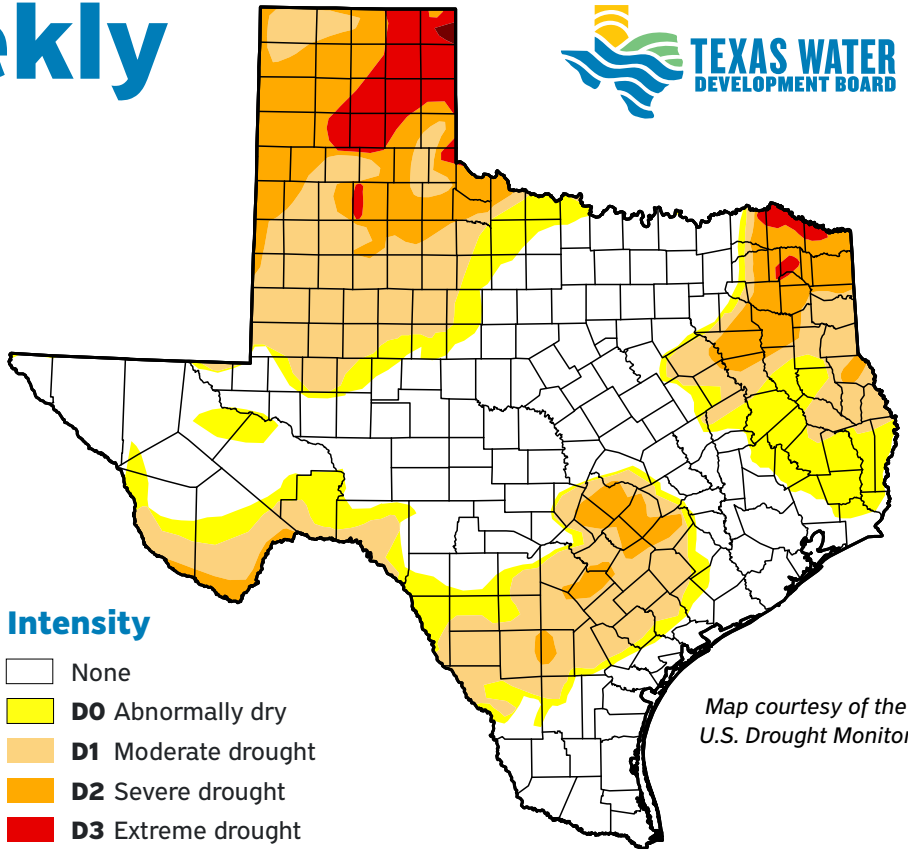 ekly
TEXAS WATER
DEVELOPMENT BOARD
Intensity
None
D0 Abnormally dry
D1 Moderate drought
D2 Severe drought
D3 Extreme drought
Map courtesy of the
U.S. Drought Monitor